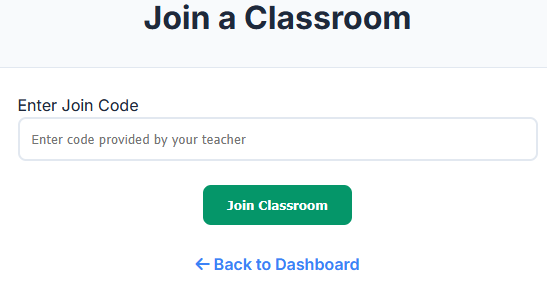 Join a Classroom
Enter Join Code
Enter code provided by your teacher
Join Classroom
← Back to Dashboard